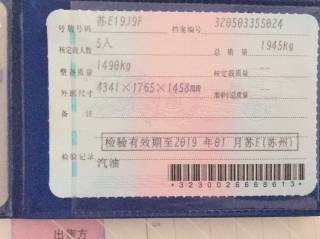 号牌号码 苏E19J9F 档案编号 320503355024
核定载人数 5人 总质量 1945kg
整备质量 1490kg 核定载质量
外廓尺寸 4341×1765×1458mm 准牵引总质量
备注
检验有效期至2019年01月苏E(苏州)
检验记录
汽油
*3230026668613*